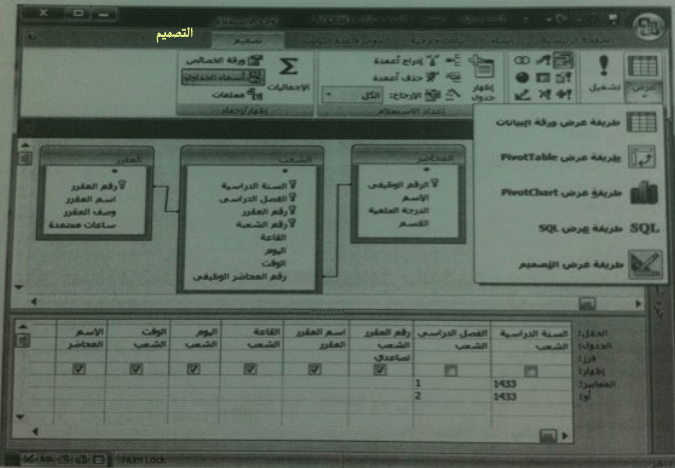 التصميم
تصميم
عرض
تشغيل
إظهار جدول
إدراج أعمدة
حذف أعمدة
الإرجاع: الكل
إعداد الاستعلام
الإجماليات
ورقة الخصائص
أسماء الجداول
معلمات
إظهار/إخفاء
طريقة عرض ورقة البيانات
طريقة عرض PivotTable
طريقة عرض PivotChart
SQL طريقة عرض SQL
طريقة عرض التصميم
المحاضر
الرقم الوظيفي
الاسم
الدرجة العلمية
القسم
الشعب
السنة الدراسية
الفصل الدراسي
رقم المقرر
رقم الشعبة
القاعة
اليوم
الوقت
رقم المحاضر الوظيفي
المقرر
رقم المقرر
اسم المقرر
وصف المقرر
ساعات معتمدة
الحقل: السنة الدراسية الفصل الدراسي رقم المقرر اسم المقرر القاعة اليوم الوقت الاسم
الجدول: الشعب الشعب الشعب المقرر الشعب الشعب الشعب المحاضر
فرز: تصاعدي
إظهار:
المعايير: 1433 1
أو: 1433 2
Num Lock